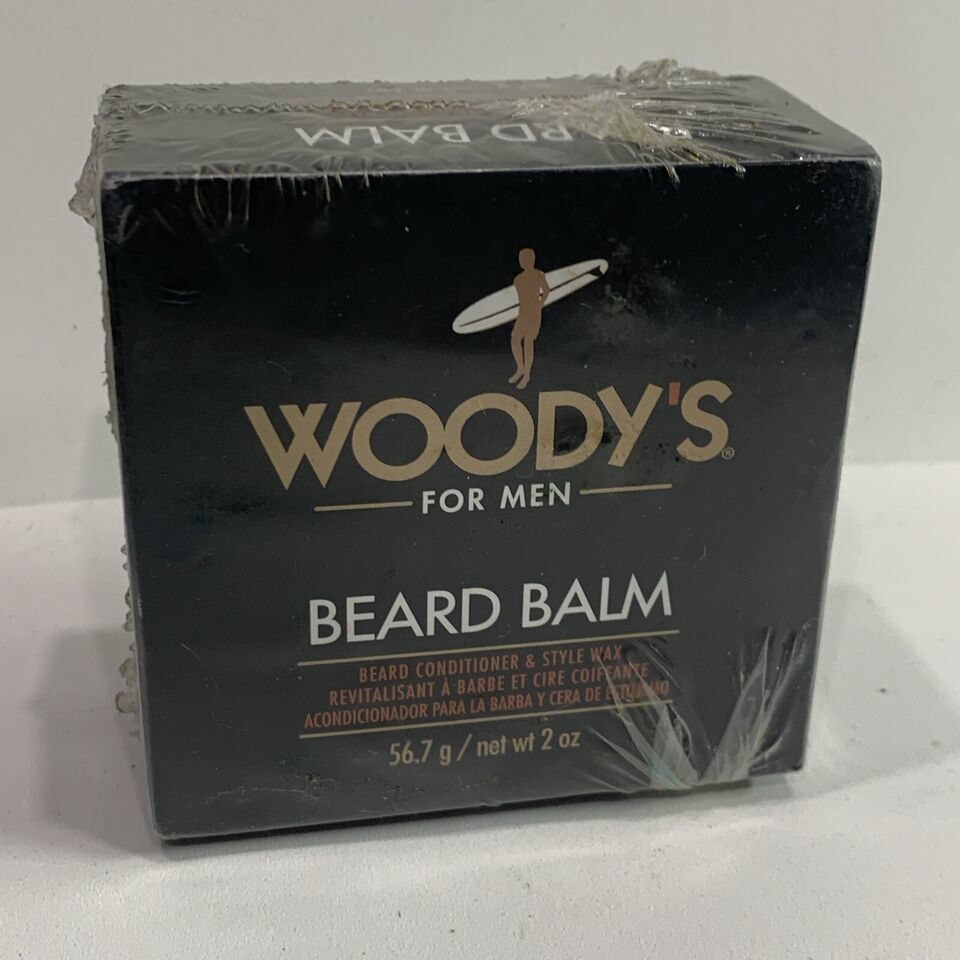 RD BALM
WOODY'S®
FOR MEN
BEARD BALM
BEARD CONDITIONER & STYLE WAX
REVITALISANT À BARBE ET CIRE COIFFANTE
ACONDICIONADOR PARA LA BARBA Y CERA DE ESTILISMO
56.7 g / net wt 2 oz